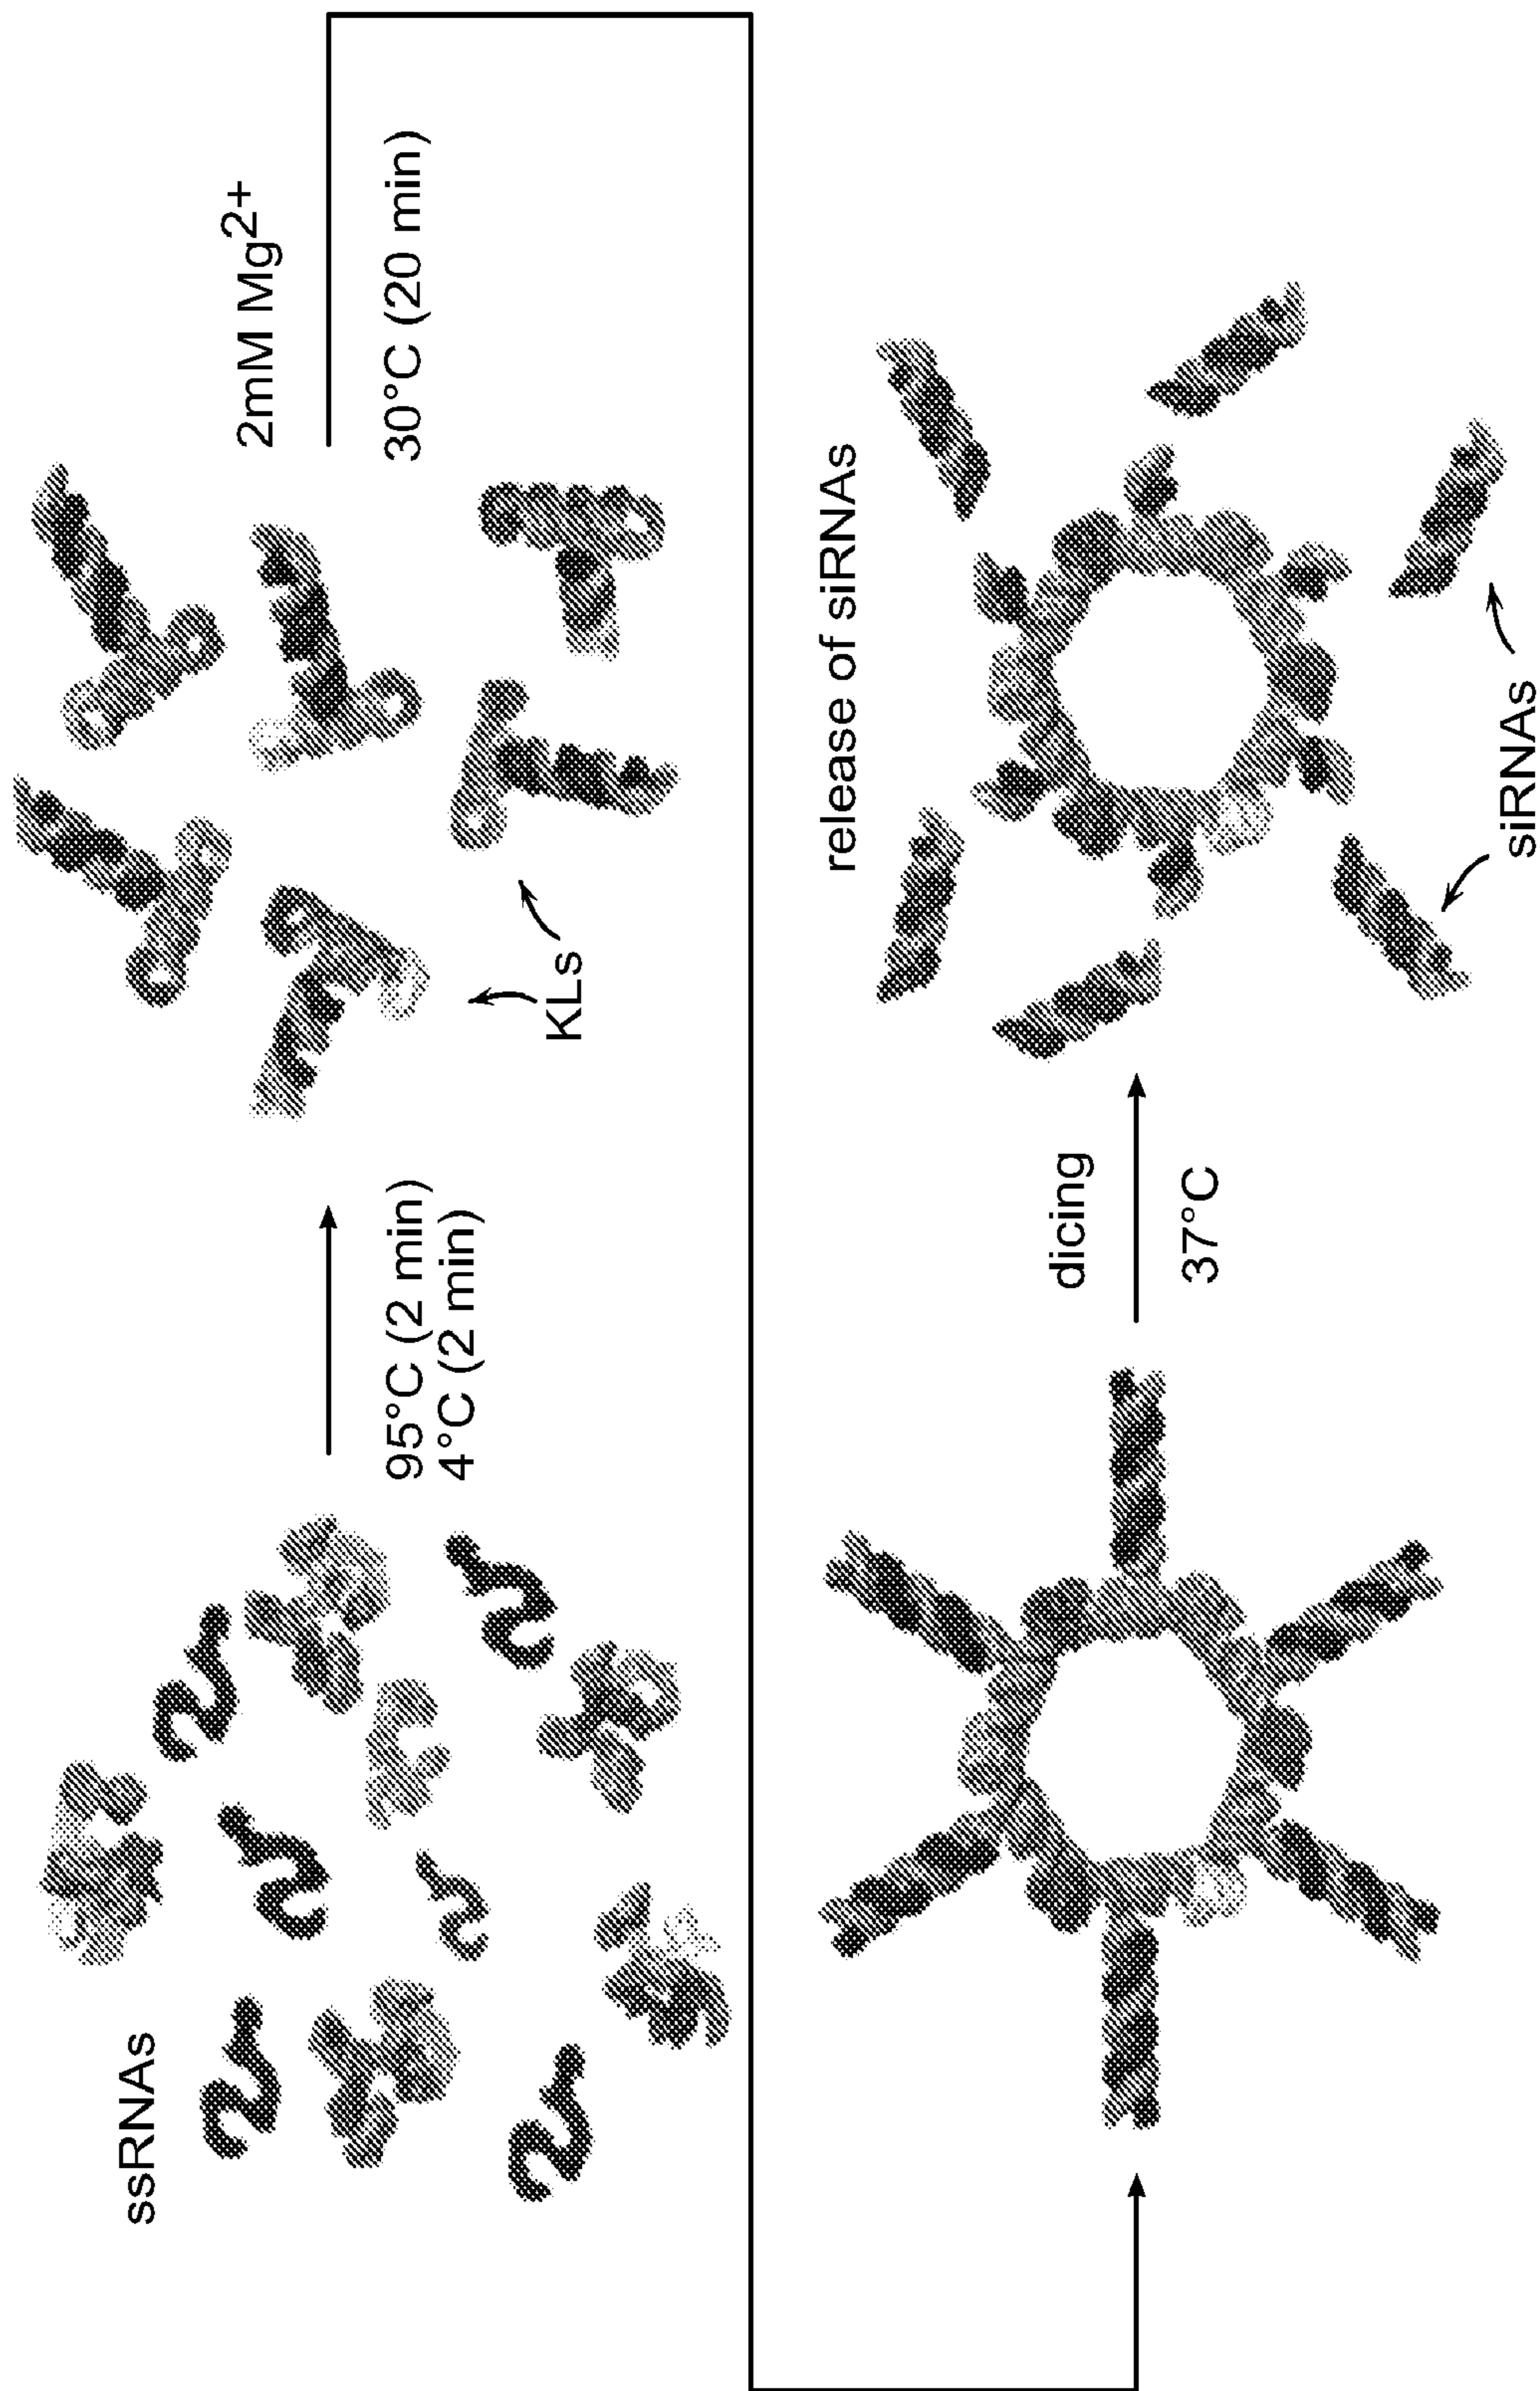 ssRNAs
95°C (2 min)
4°C (2 min)
KLs
2mM Mg2+
30°C (20 min)
dicing
37°C
release of siRNAs
siRNAs